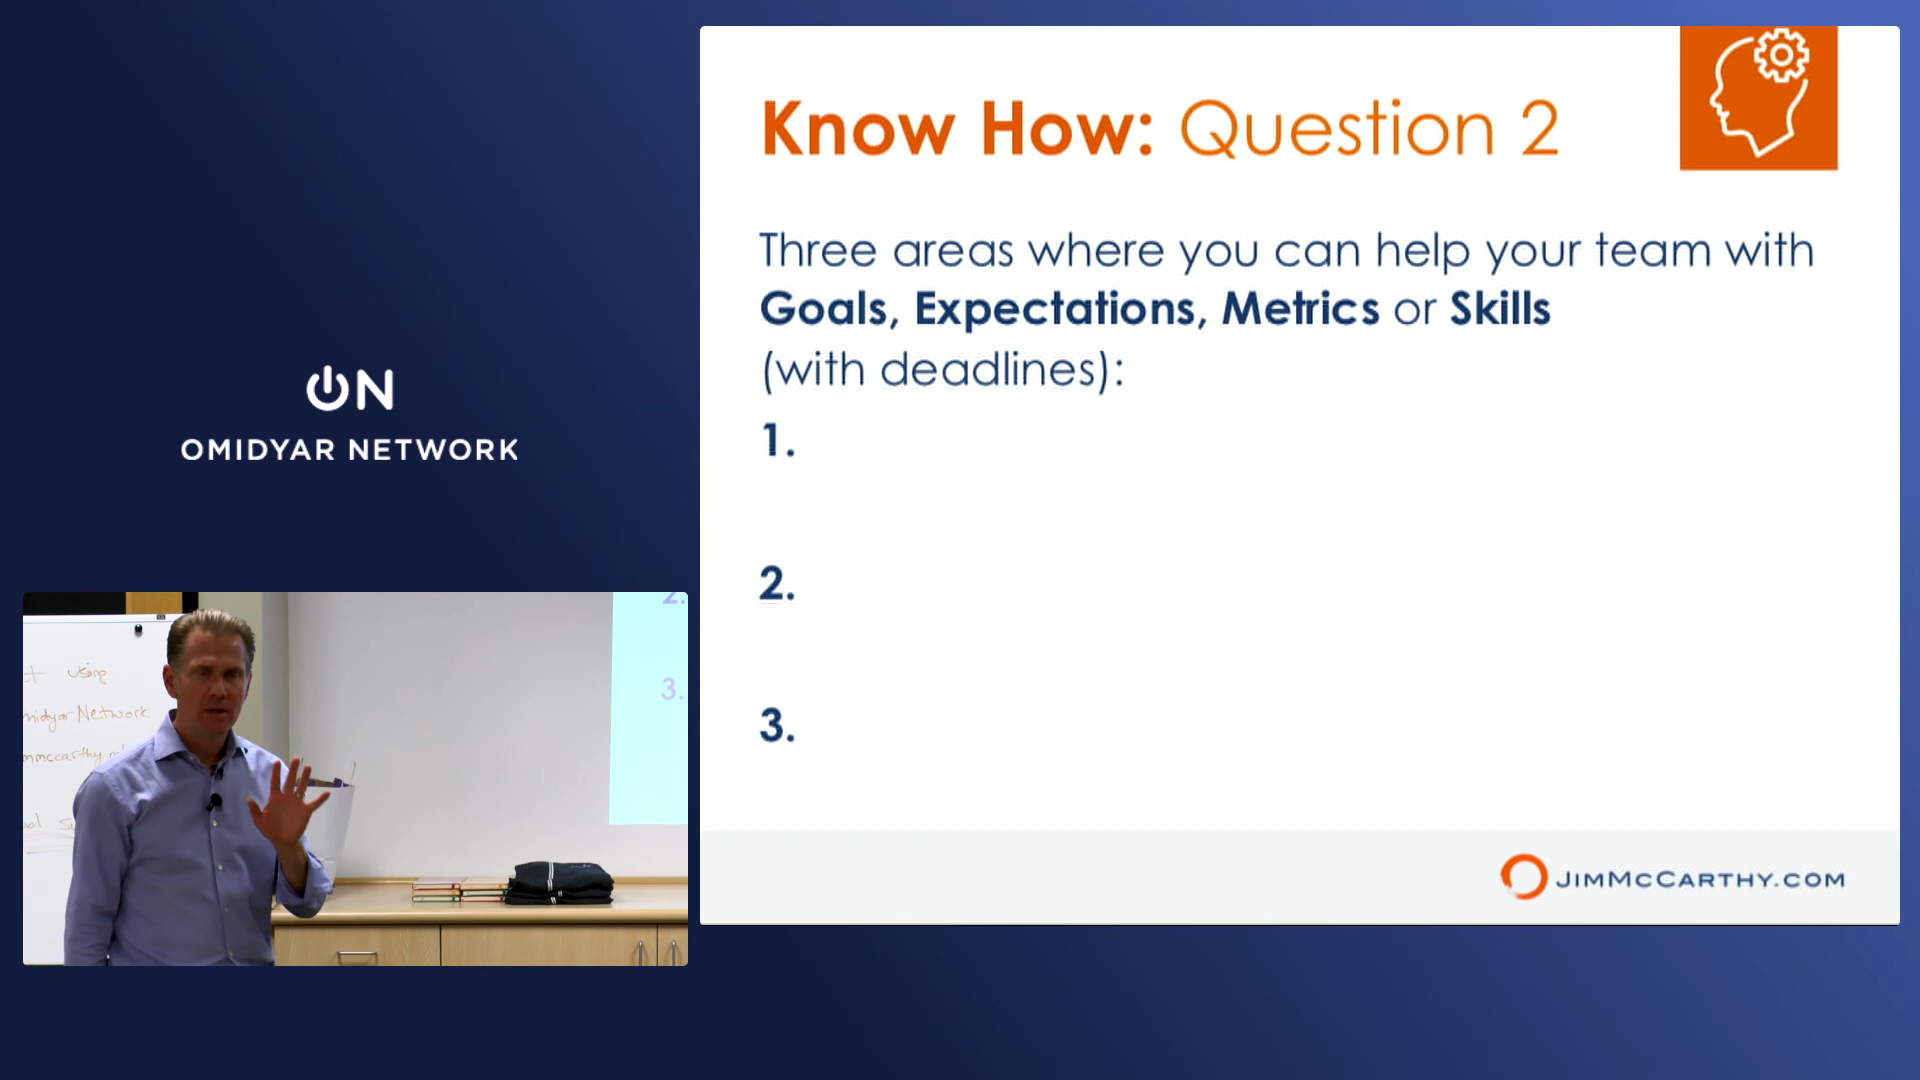 Know How: Question 2
Three areas where you can help your team with
Goals, Expectations, Metrics or Skills
(with deadlines):
1.
2.
3.
JIMMCCARTHY.COM
ON
OMIDYAR NETWORK
2.
3.
using
Network